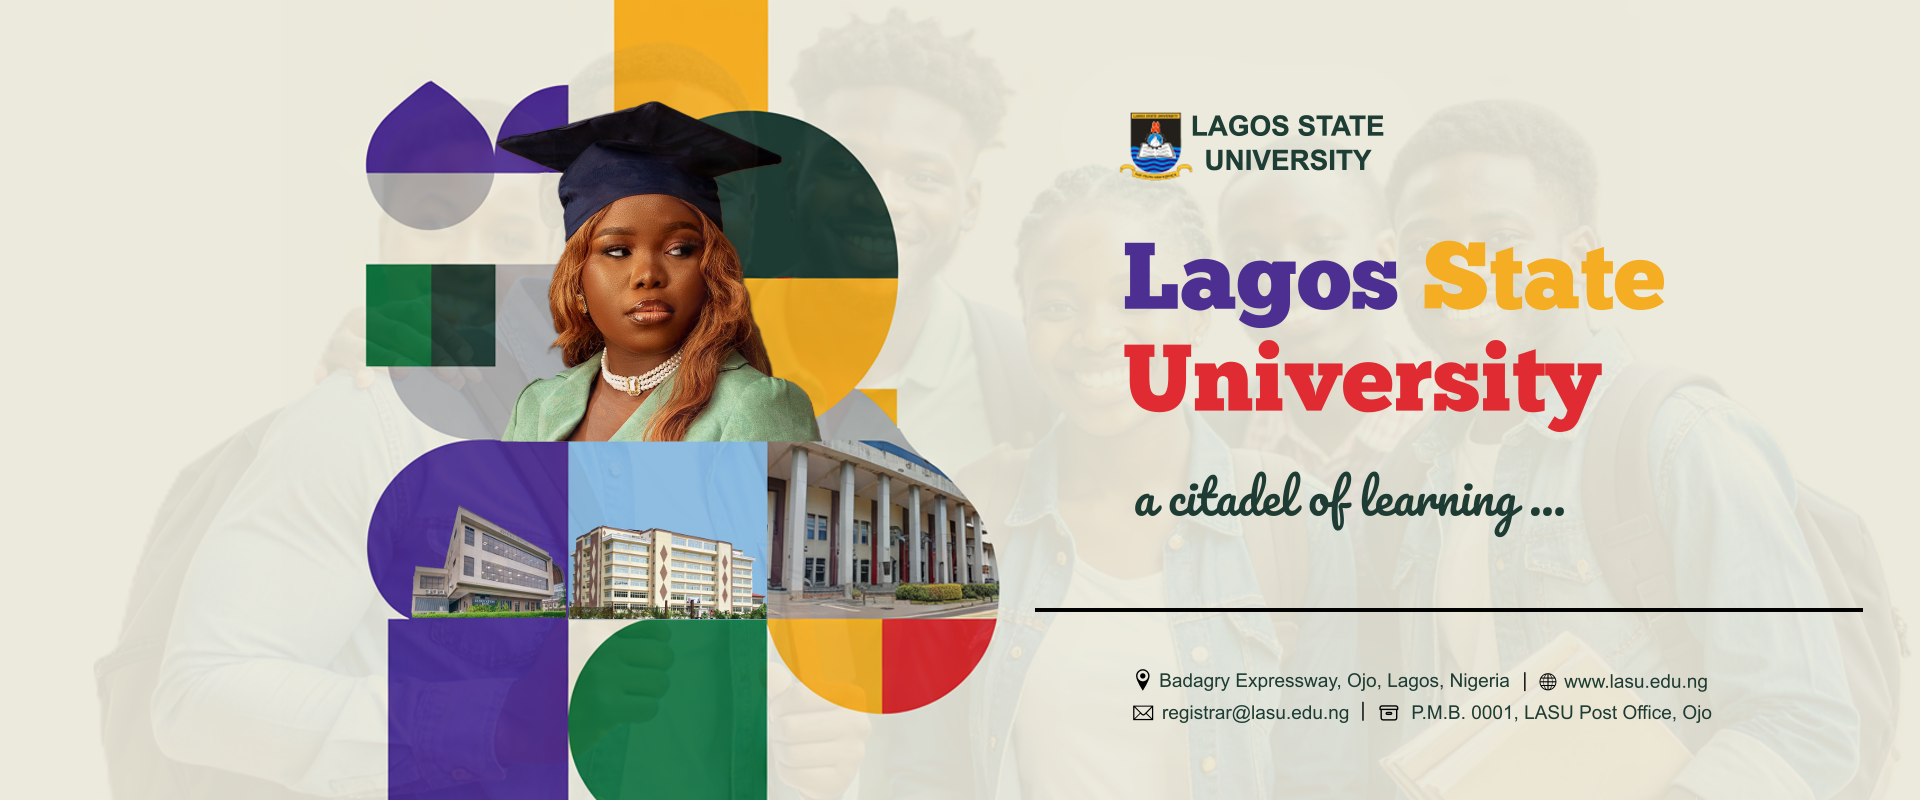 LAGOS STATE
UNIVERSITY
Lagos State
University
a citadel of learning ...
Badagry Expressway, Ojo, Lagos, Nigeria | www.lasu.edu.ng
registrar@lasu.edu.ng | P.M.B. 0001, LASU Post Office, Ojo